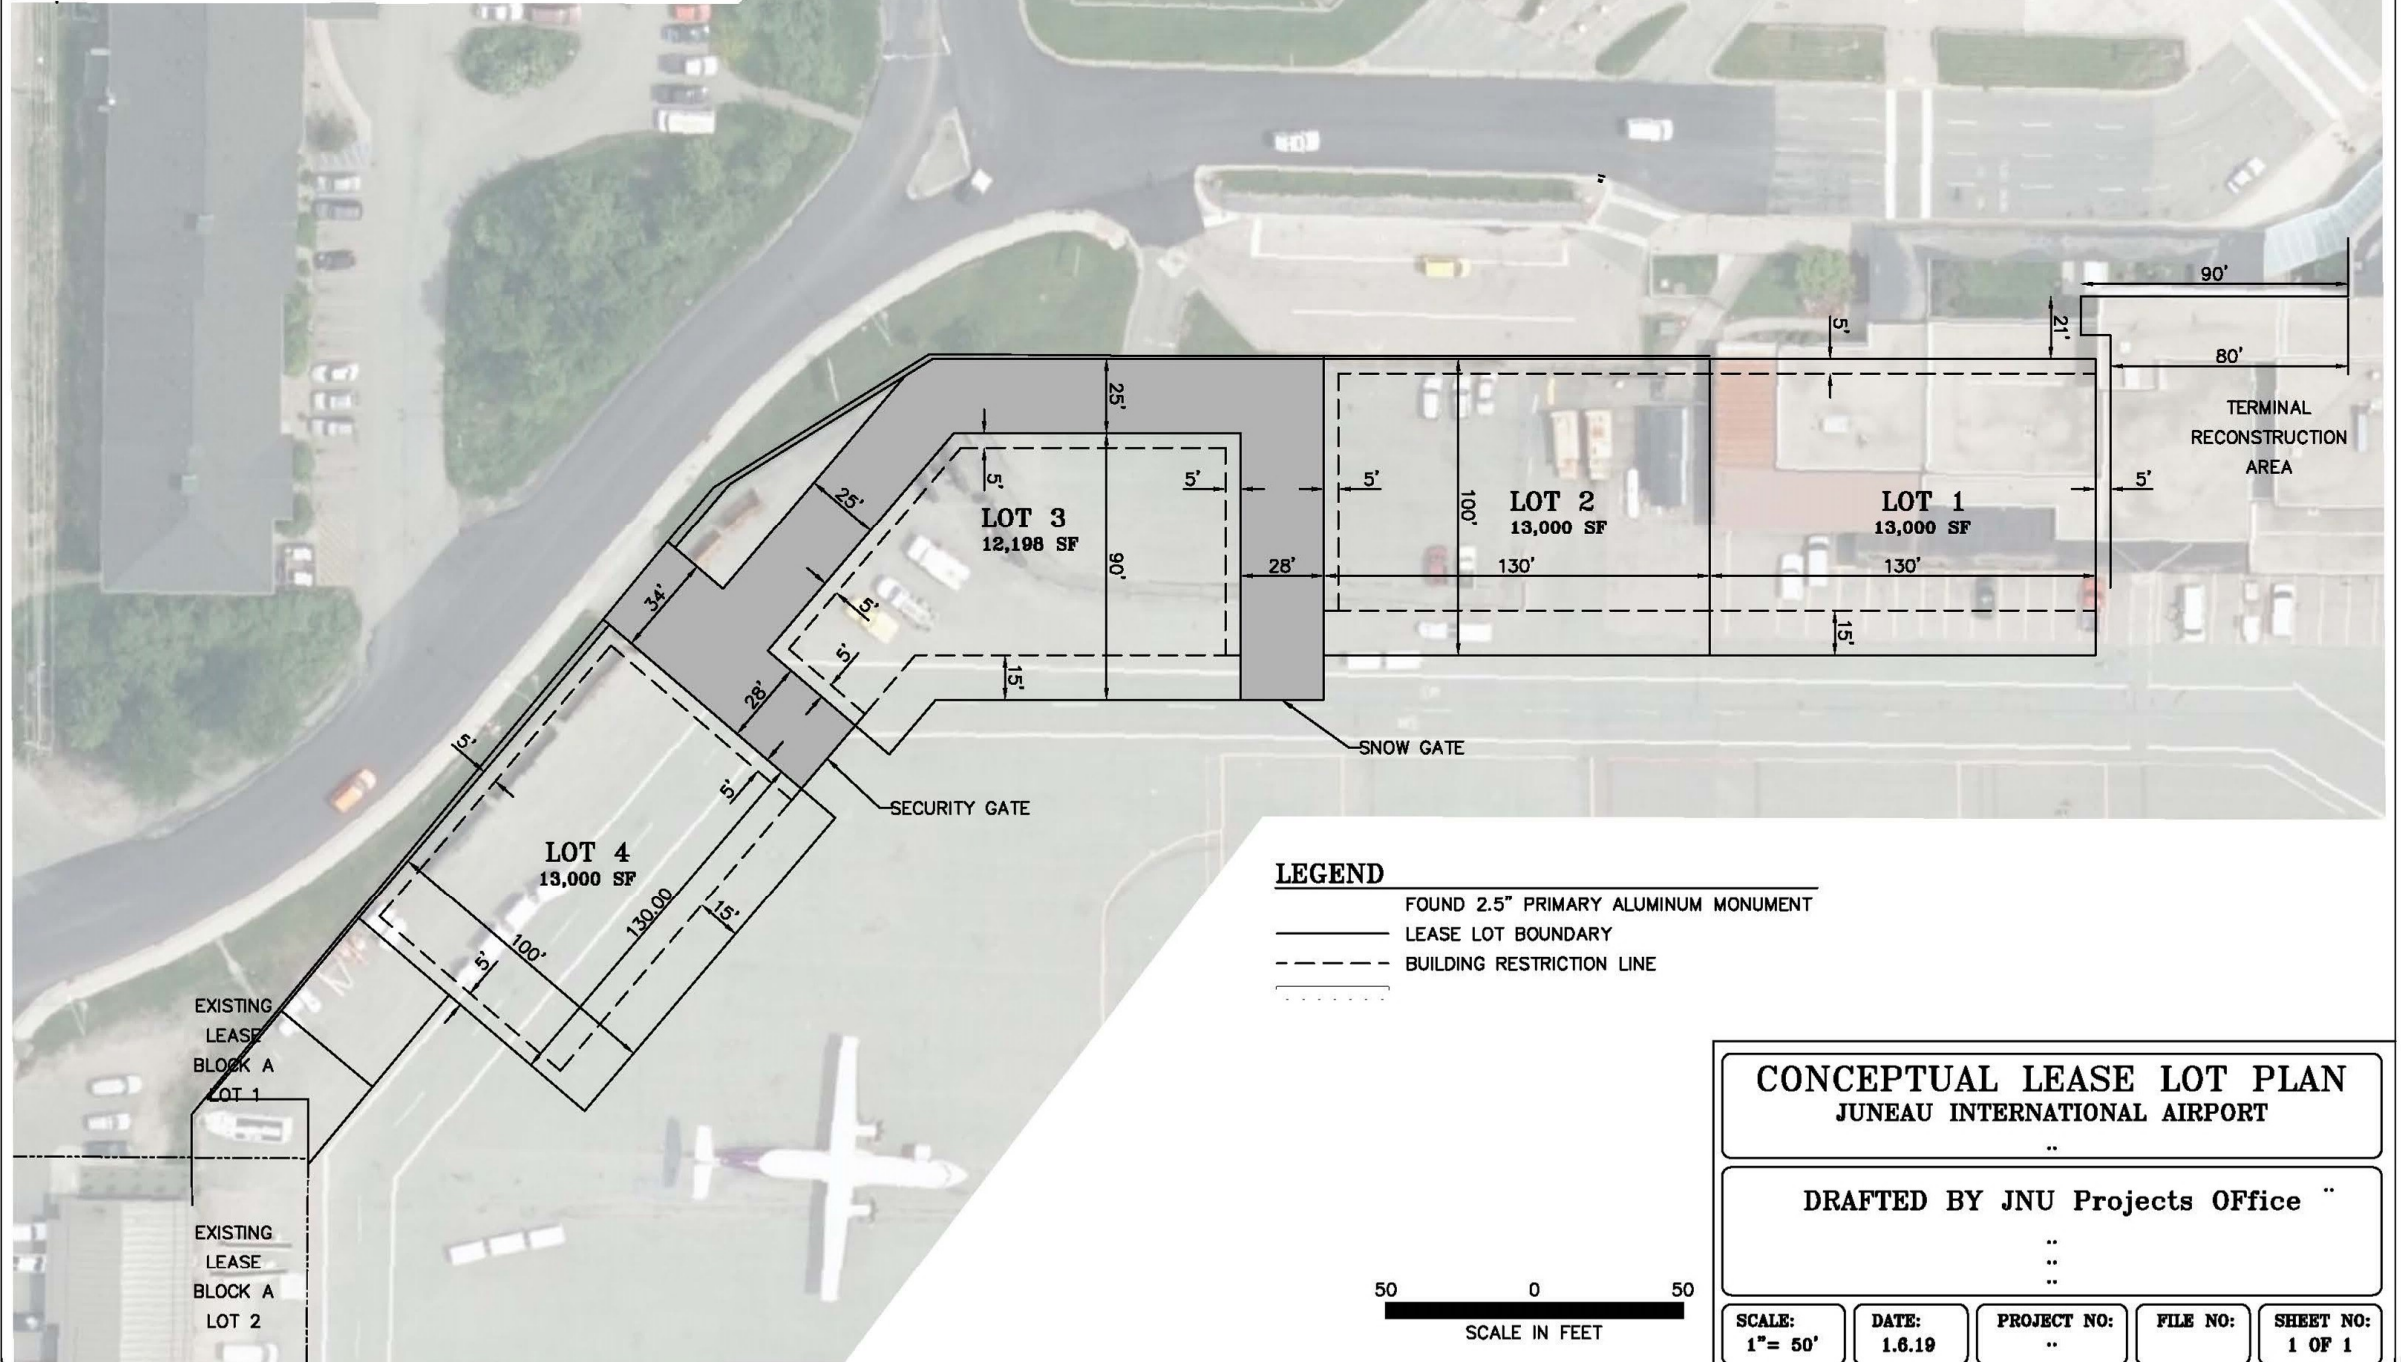 90'
21'
5'
80'
TERMINAL
RECONSTRUCTION
AREA
25'
5'
5'
5'
5'
25'
LOT 3
12,198 SF
100'
LOT 2
13,000 SF
LOT 1
13,000 SF
90'
28'
130'
130'
34'
5'
5'
15'
15'
28'
SNOW GATE
5'
5'
SECURITY GATE
LOT 4
13,000 SF
130.00
15'
100'
5'
EXISTING
LEASE
BLOCK A
LOT 1
EXISTING
LEASE
BLOCK A
LOT 2
LEGEND
FOUND 2.5" PRIMARY ALUMINUM MONUMENT
LEASE LOT BOUNDARY
BUILDING RESTRICTION LINE
50 0 50
SCALE IN FEET
CONCEPTUAL LEASE LOT PLAN
JUNEAU INTERNATIONAL AIRPORT
DRAFTED BY JNU Projects OFfice
SCALE:
1"= 50'
DATE:
1.6.19
PROJECT NO:
FILE NO:
SHEET NO:
1 OF 1